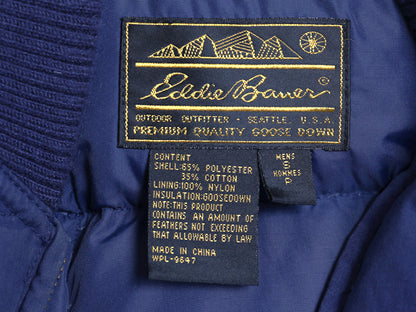 Eddie Bauer ©
OUTDOOR OUTFITTER - SEATTLE, U.S.A.
PREMIUM QUALITY GOOSE DOWN
CONTENT
SHELL:65% POLYESTER
35% COTTON
LINING:100% NYLON
INSULATION:GOOSEDOWN
NOTE:THIS PRODUCT
CONTAINS AN AMOUNT OF
FEATHERS NOT EXCEEDING
THAT ALLOWABLE BY LAW
MADE IN CHINA
WPL-9647
MENS
S
HOMMES
P